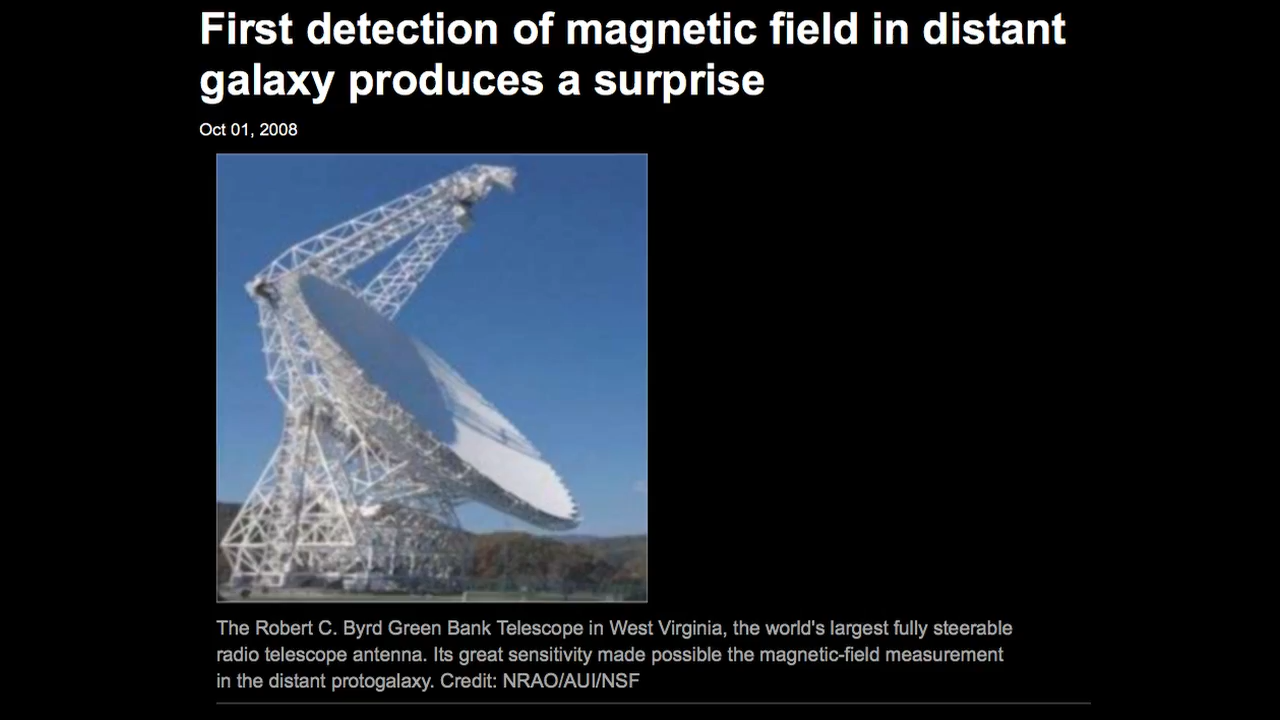 First detection of magnetic field in distant
galaxy produces a surprise
Oct 01, 2008
The Robert C. Byrd Green Bank Telescope in West Virginia, the world's largest fully steerable
radio telescope antenna. Its great sensitivity made possible the magnetic-field measurement
in the distant protogalaxy. Credit: NRAO/AUI/NSF